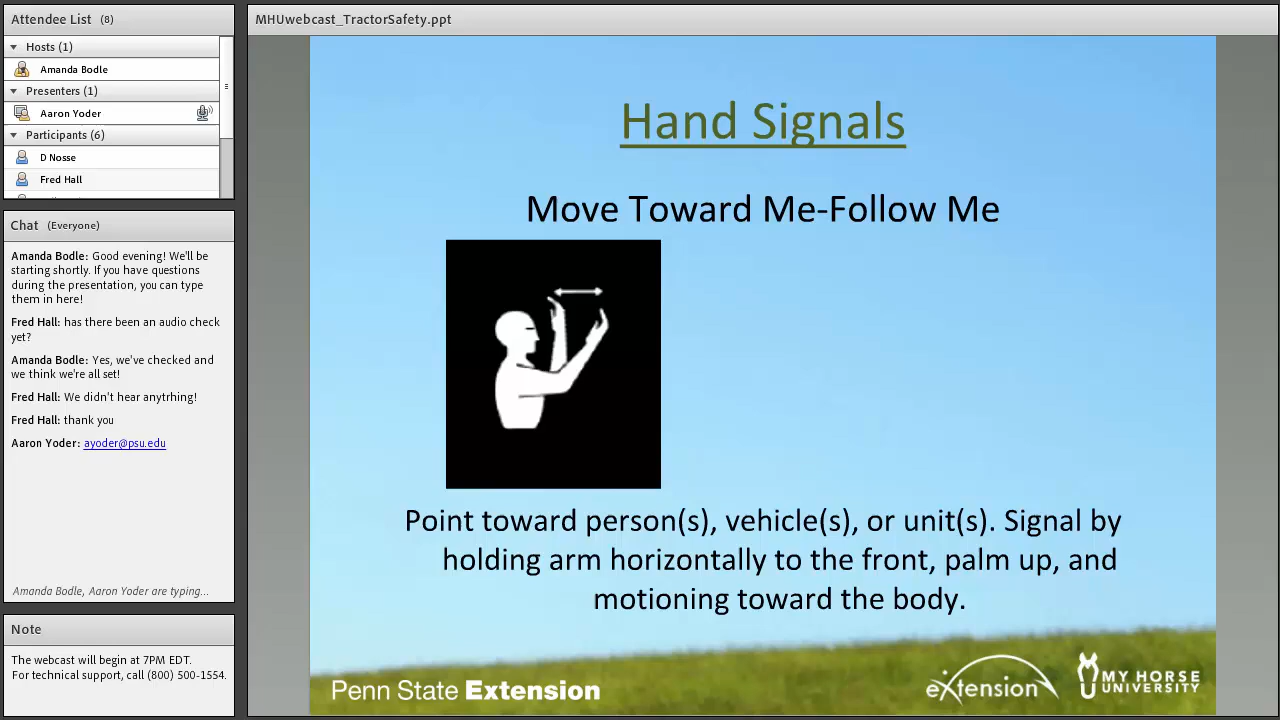 Attendee List (8)
Hosts (1)
Amanda Bodle
Presenters (1)
Aaron Yoder
Participants (6)
D Nosse
Fred Hall
Chat (Everyone)
Amanda Bodle: Good evening! We'll be
starting shortly. If you have questions
during the presentation, you can type
them in here!
Fred Hall: has there been an audio check
yet?
Amanda Bodle: Yes, we've checked and
we think we're all set!
Fred Hall: We didn't hear anytrhing!
Fred Hall: thank you
Aaron Yoder: ayoder@psu.edu
Amanda Bodle, Aaron Yoder are typing...
Note
The webcast will begin at 7PM EDT.
For technical support, call (800) 500-1554.
MHUwebcast_TractorSafety.ppt
Hand Signals
Move Toward Me-Follow Me
Point toward person(s), vehicle(s), or unit(s). Signal by
holding arm horizontally to the front, palm up, and
motioning toward the body.
Penn State Extension
eXtension
MY HORSE
UNIVERSITY